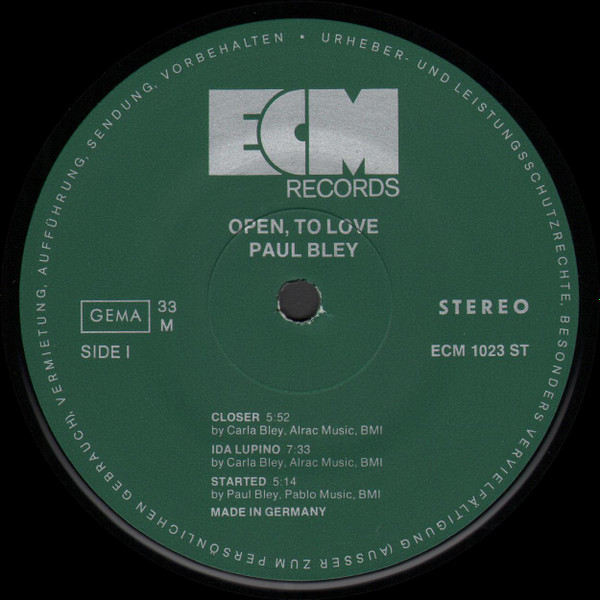 URHEBER- UND LEISTUNGSSCHUTZRECHTE, BESONDERS VERVIELFÄLTIGUNG (AUSSER ZUM PERSÖNLICHEN GEBRAUCH), VERMIETUNG, AUFFÜHRUNG, SENDUNG, VORBEHALTEN •
ECM
RECORDS
OPEN, TO LOVE
PAUL BLEY
GEMA 33 M
STEREO
SIDE I
ECM 1023 ST
CLOSER 5:52
by Carla Bley, Alrac Music, BMI
IDA LUPINO 7:33
by Carla Bley, Alrac Music, BMI
STARTED 5:14
by Paul Bley, Pablo Music, BMI
MADE IN GERMANY